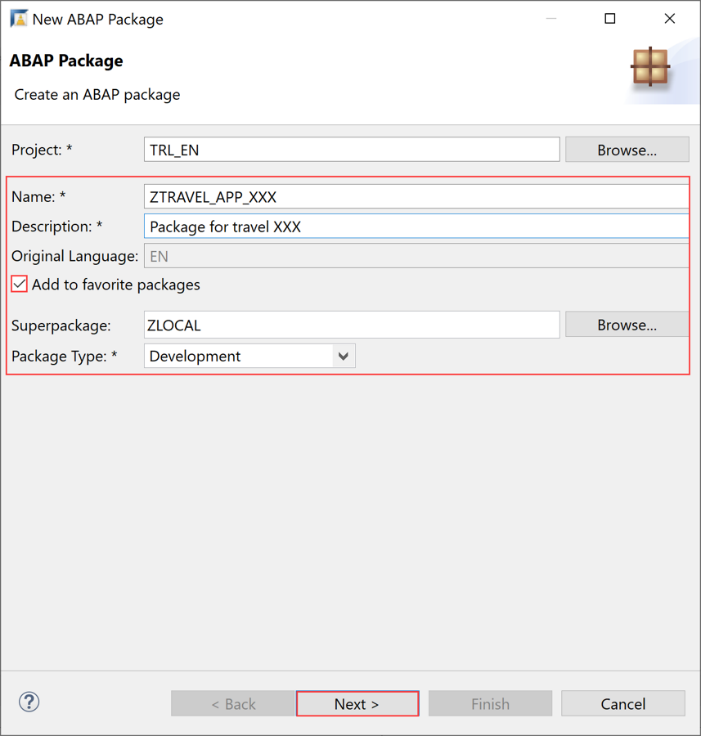 New ABAP Package
ABAP Package
Create an ABAP package
Project: * TRL_EN Browse...
Name: * ZTRAVEL_APP_XXX
Description: * Package for travel XXX
Original Language: EN
Add to favorite packages
Superpackage: ZLOCAL Browse...
Package Type: * Development
? < Back Next > Finish Cancel